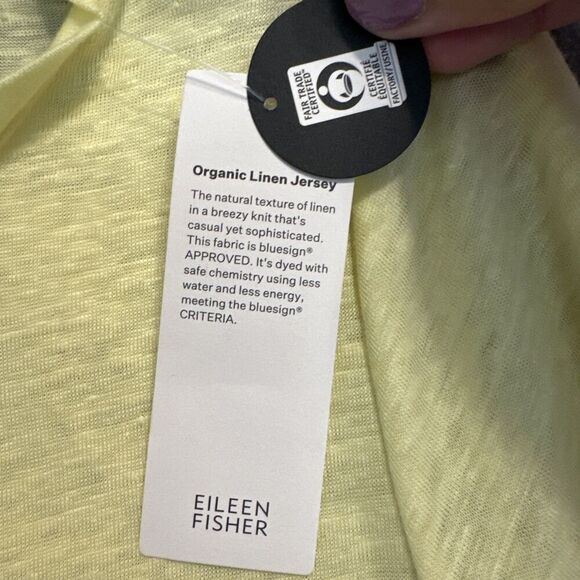 FAIR TRADE
CERTIFIED™
CERTIFIÉ
ÉQUITABLE
FACTORY/USINE
Organic Linen Jersey
The natural texture of linen
in a breezy knit that's
casual yet sophisticated.
This fabric is bluesign®
APPROVED. It's dyed with
safe chemistry using less
water and less energy,
meeting the bluesign®
CRITERIA.
EILEEN
FISHER